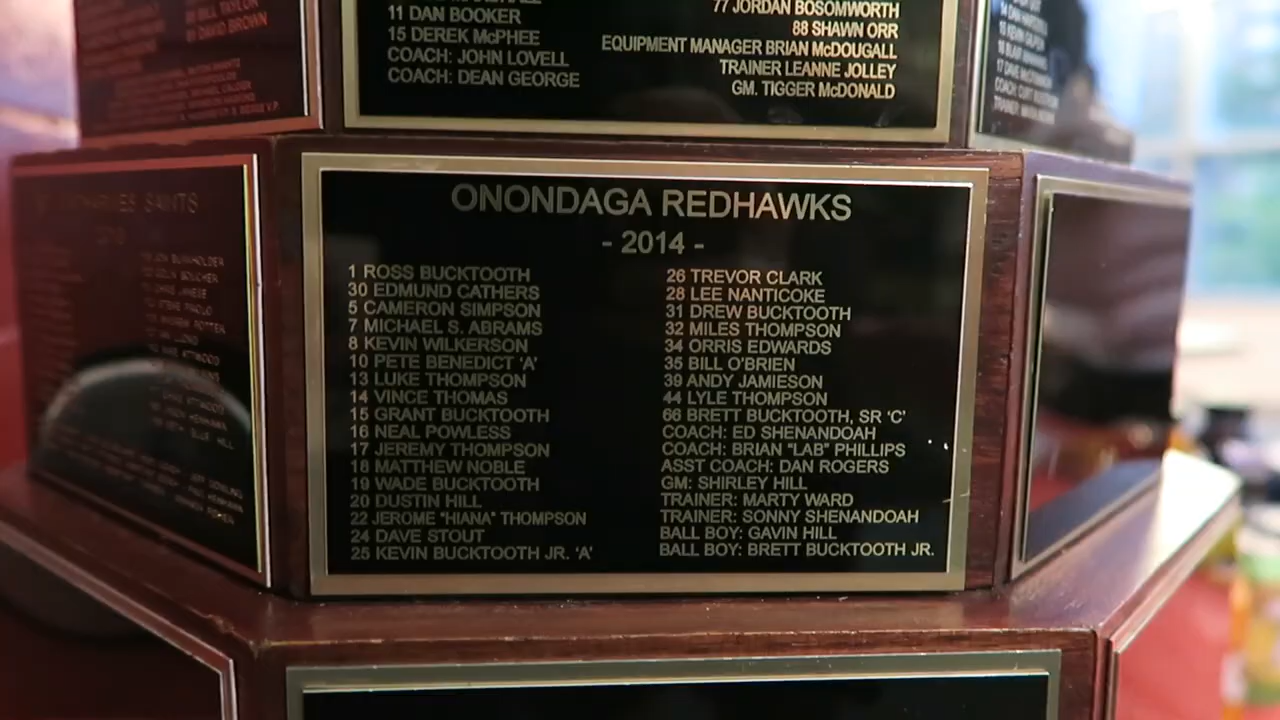 BILL TAYLOR
DAVID BROWN
11 DAN BOOKER
15 DEREK McPHEE
COACH: JOHN LOVELL
COACH: DEAN GEORGE
77 JORDAN BOSOMWORTH
88 SHAWN ORR
EQUIPMENT MANAGER BRIAN McDOUGALL
TRAINER LEANNE JOLLEY
GM. TIGGER McDONALD
SAINTS
ONONDAGA REDHAWKS
- 2014 -
1 ROSS BUCKTOOTH
30 EDMUND CATHERS
5 CAMERON SIMPSON
7 MICHAEL S. ABRAMS
8 KEVIN WILKERSON
10 PETE BENEDICT 'A'
13 LUKE THOMPSON
14 VINCE THOMAS
15 GRANT BUCKTOOTH
16 NEAL POWLESS
17 JEREMY THOMPSON
18 MATTHEW NOBLE
19 WADE BUCKTOOTH
20 DUSTIN HILL
22 JEROME "HIANA" THOMPSON
24 DAVE STOUT
25 KEVIN BUCKTOOTH JR. 'A'
26 TREVOR CLARK
28 LEE NANTICOKE
31 DREW BUCKTOOTH
32 MILES THOMPSON
34 ORRIS EDWARDS
35 BILL O'BRIEN
39 ANDY JAMIESON
44 LYLE THOMPSON
66 BRETT BUCKTOOTH, SR 'C'
COACH: ED SHENANDOAH
COACH: BRIAN "LAB" PHILLIPS
ASST COACH: DAN ROGERS
GM: SHIRLEY HILL
TRAINER: MARTY WARD
TRAINER: SONNY SHENANDOAH
BALL BOY: GAVIN HILL
BALL BOY: BRETT BUCKTOOTH JR.